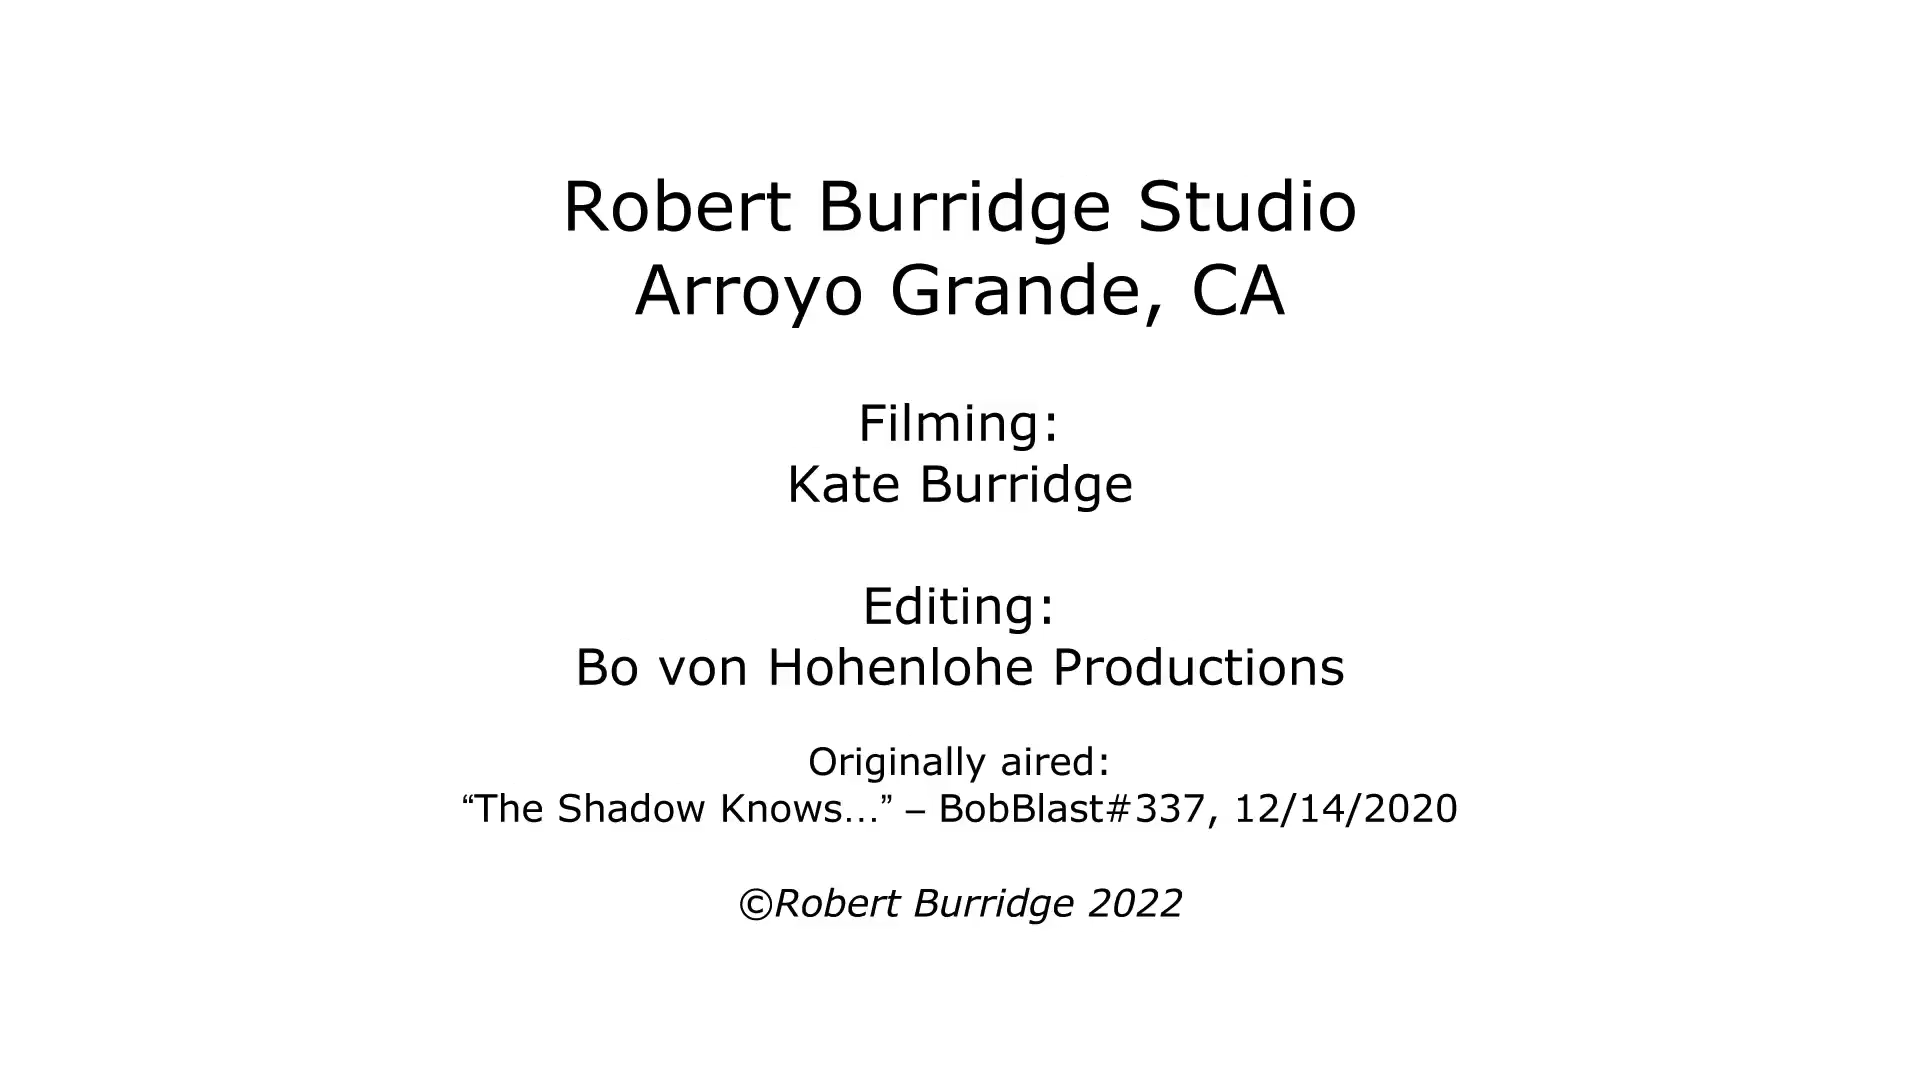 Robert Burridge Studio
Arroyo Grande, CA
Filming:
Kate Burridge
Editing:
Bo von Hohenlohe Productions
Originally aired:
“The Shadow Knows…” – BobBlast#337, 12/14/2020
©Robert Burridge 2022